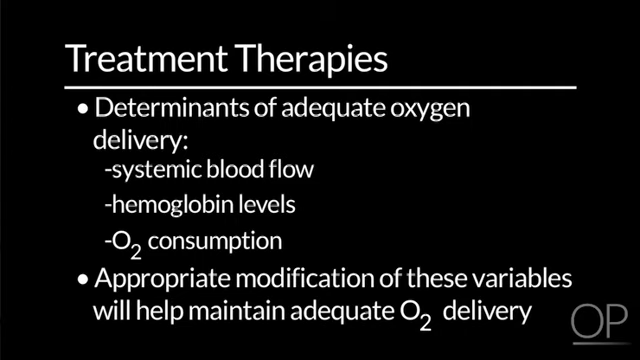 Treatment Therapies
• Determinants of adequate oxygen
delivery:
-systemic blood flow
-hemoglobin levels
-O₂ consumption
• Appropriate modification of these variables
will help maintain adequate O₂ delivery
OP